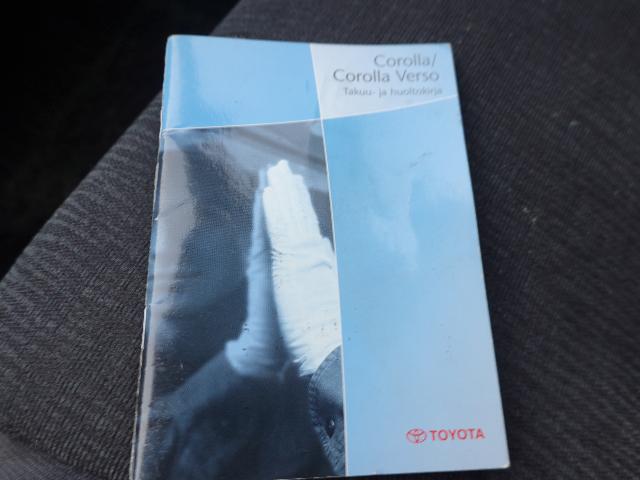 Corolla/
Corolla Verso
Takuu- ja huoltokirja
TOYOTA